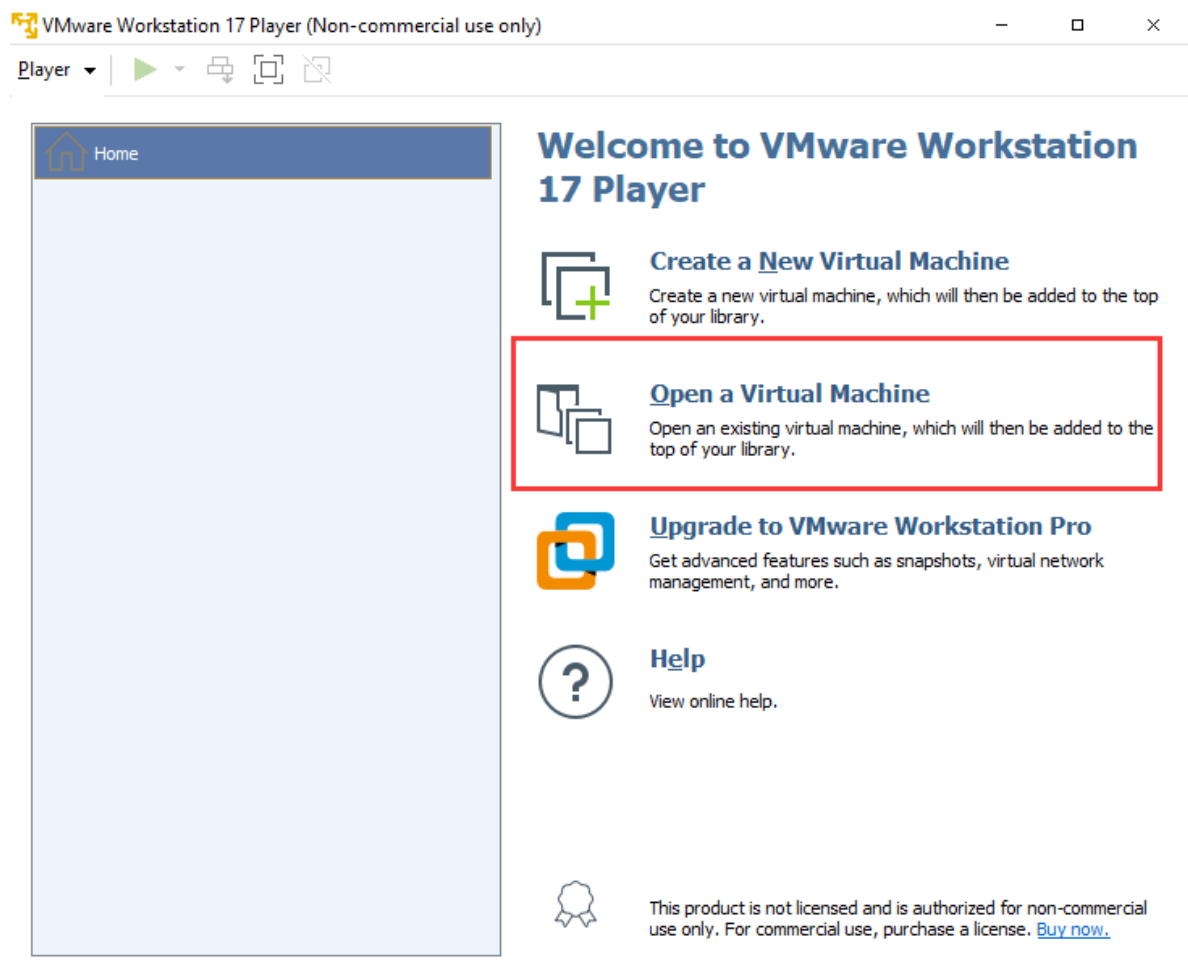 VMware Workstation 17 Player (Non-commercial use only)
Player
Home
Welcome to VMware Workstation
17 Player
Create a New Virtual Machine
Create a new virtual machine, which will then be added to the top
of your library.
Open a Virtual Machine
Open an existing virtual machine, which will then be added to the
top of your library.
Upgrade to VMware Workstation Pro
Get advanced features such as snapshots, virtual network
management, and more.
?
Help
View online help.
This product is not licensed and is authorized for non-commercial
use only. For commercial use, purchase a license. Buy now.